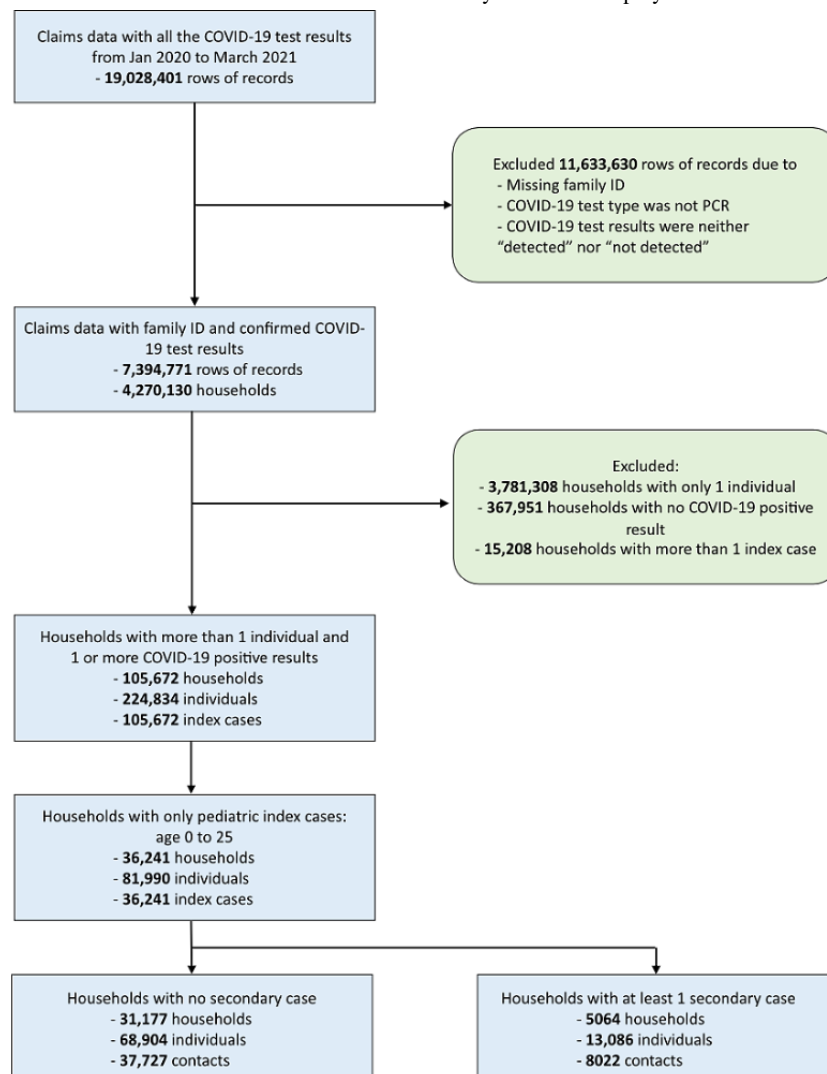 Claims data with all the COVID-19 test results
from Jan 2020 to March 2021
- 19,028,401 rows of records
Excluded 11,633,630 rows of records due to
- Missing family ID
- COVID-19 test type was not PCR
- COVID-19 test results were neither
“detected” nor “not detected”
Claims data with family ID and confirmed COVID-
19 test results
- 7,394,771 rows of records
- 4,270,130 households
Excluded:
- 3,781,308 households with only 1 individual
- 367,951 households with no COVID-19 positive
result
- 15,208 households with more than 1 index case
Households with more than 1 individual and
1 or more COVID-19 positive results
- 105,672 households
- 224,834 individuals
- 105,672 index cases
Households with only pediatric index cases:
age 0 to 25
- 36,241 households
- 81,990 individuals
- 36,241 index cases
Households with no secondary case
- 31,177 households
- 68,904 individuals
- 37,727 contacts
Households with at least 1 secondary case
- 5064 households
- 13,086 individuals
- 8022 contacts